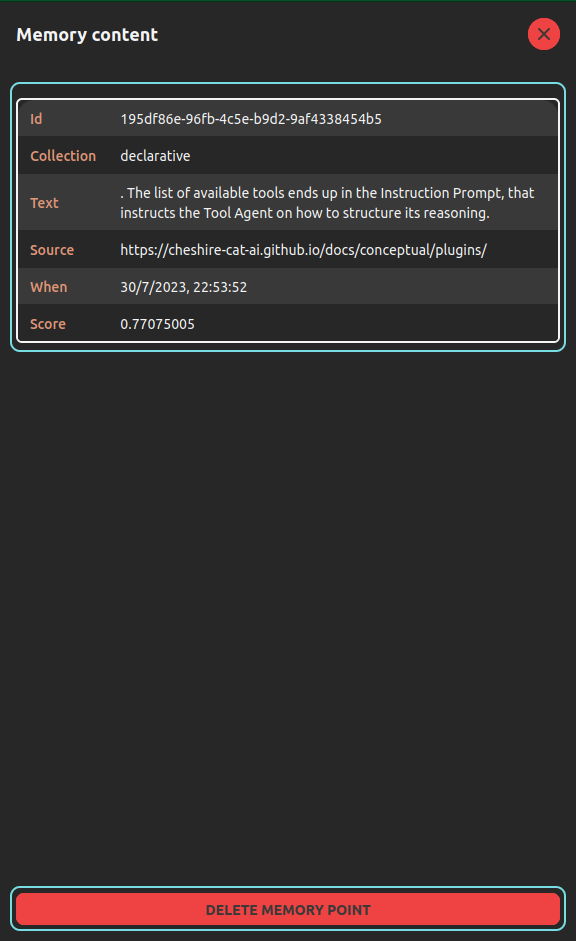 Memory content
Id 195df86e-96fb-4c5e-b9d2-9af4338454b5
Collection declarative
Text . The list of available tools ends up in the Instruction Prompt, that
instructs the Tool Agent on how to structure its reasoning.
Source https://cheshire-cat-ai.github.io/docs/conceptual/plugins/
When 30/7/2023, 22:53:52
Score 0.77075005
DELETE MEMORY POINT